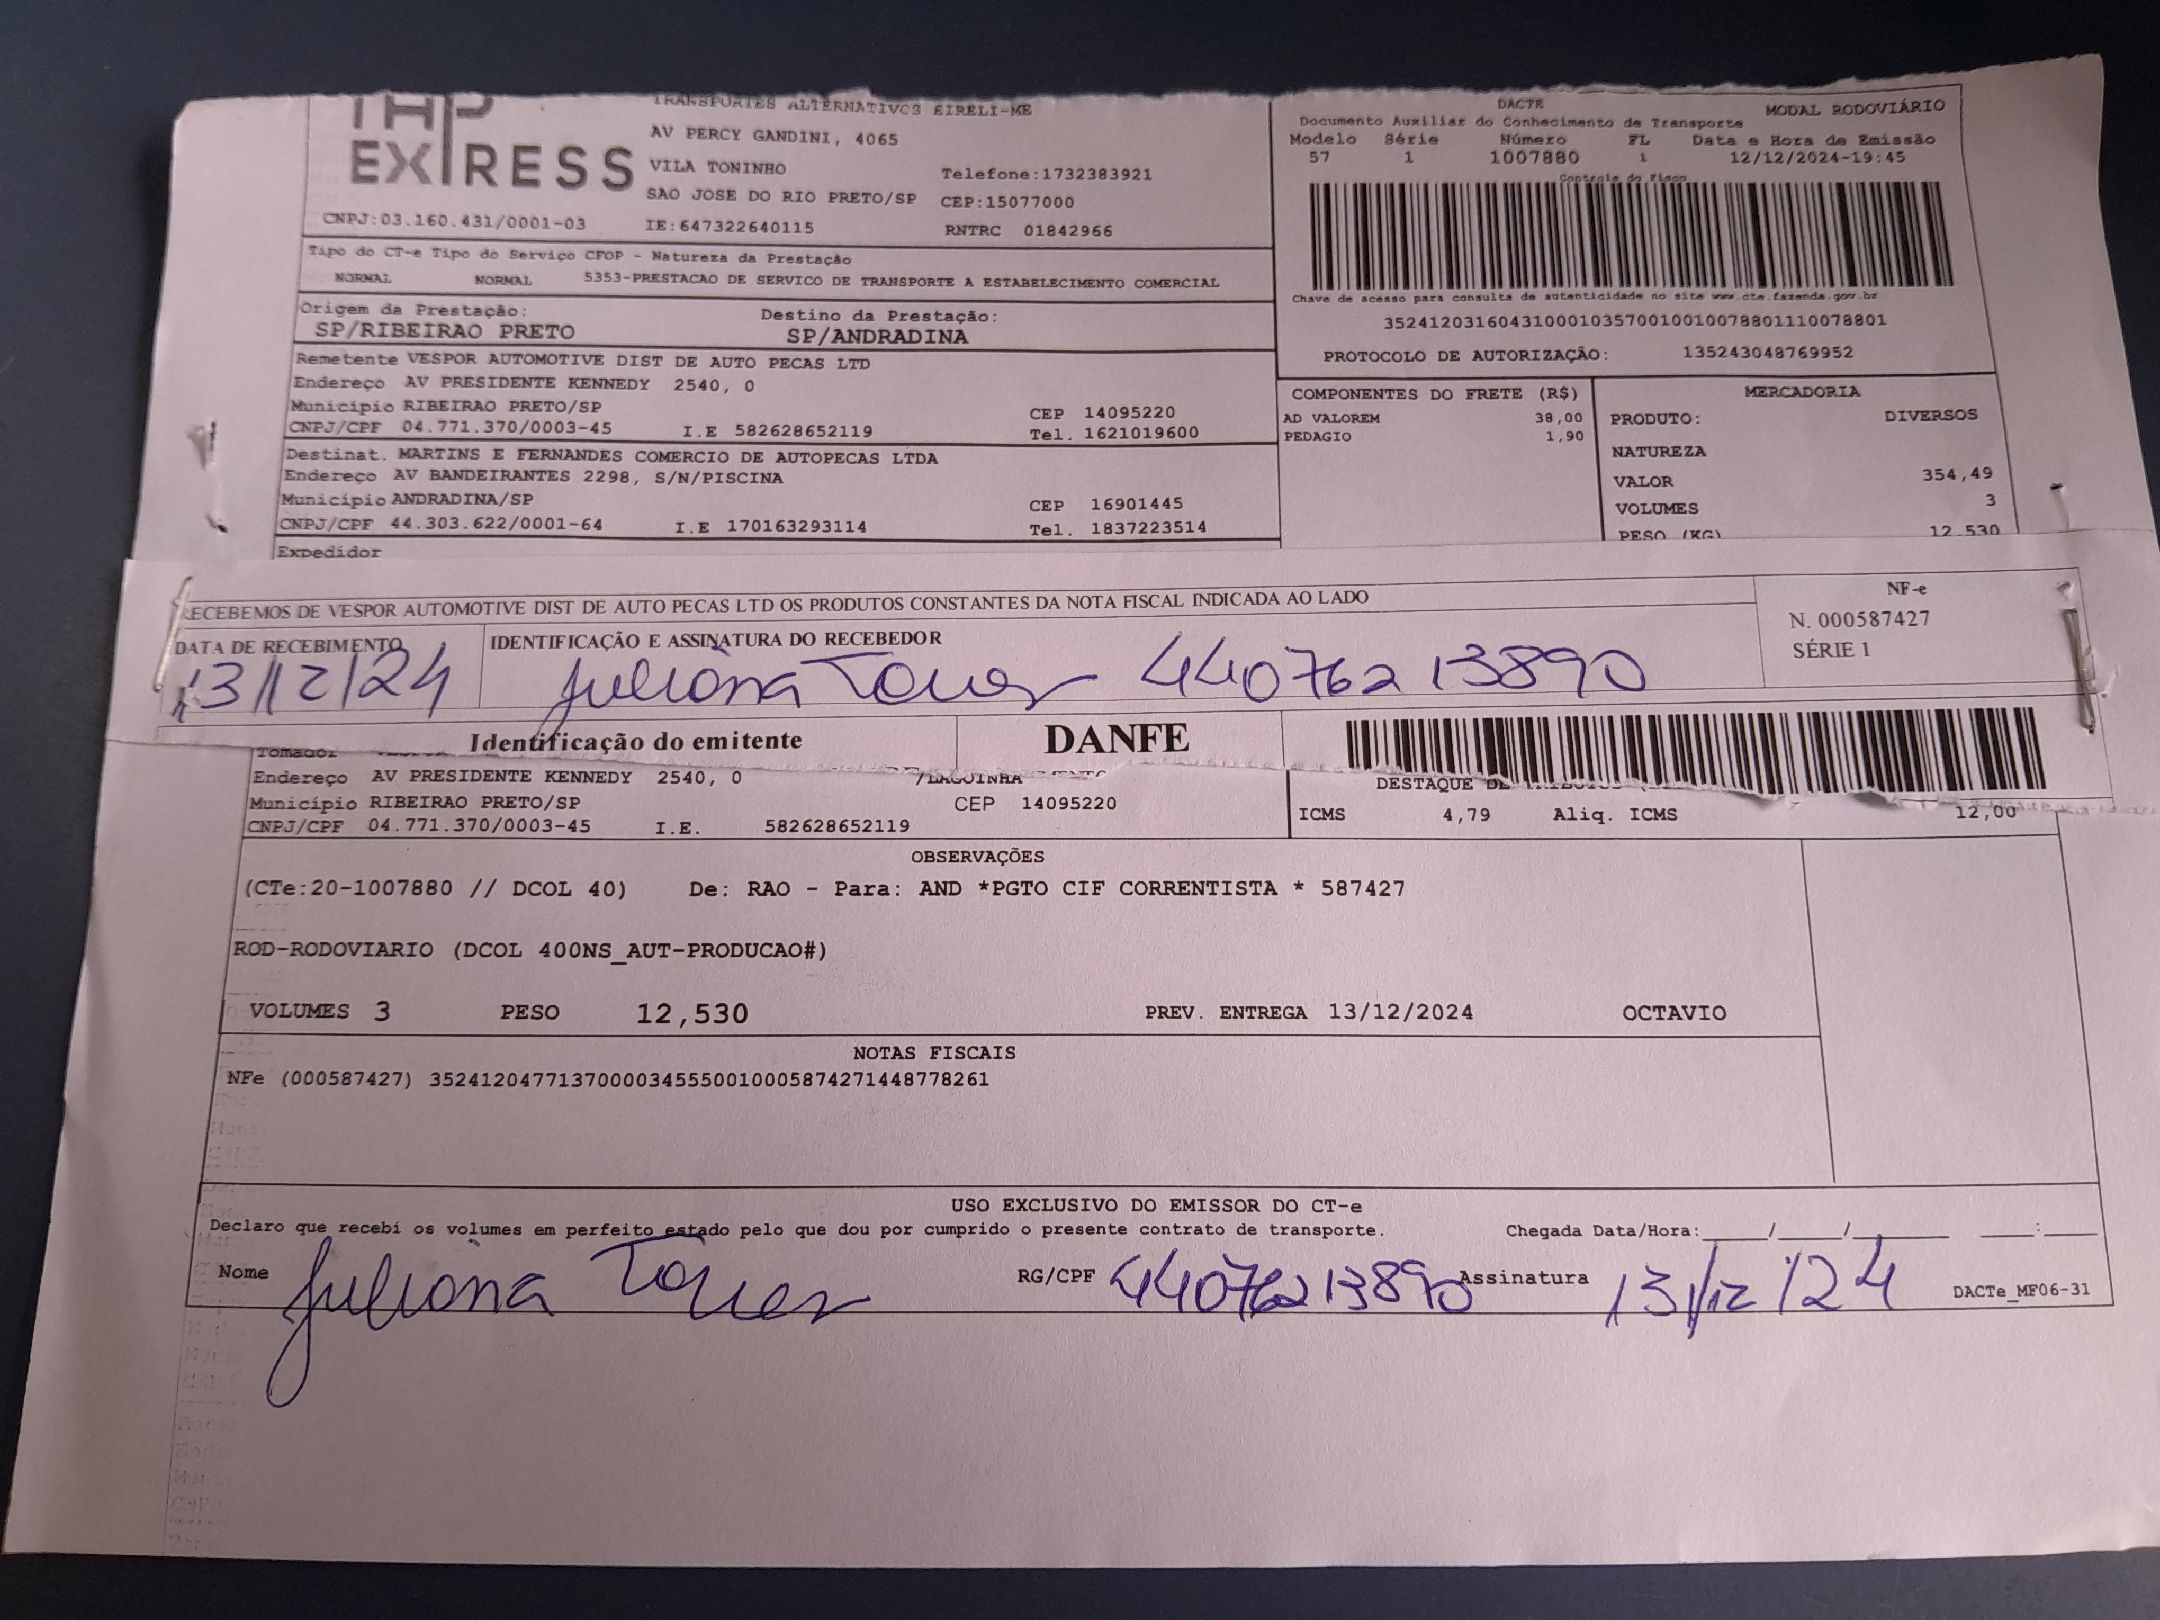 EXPRESS
TRANSPORTES ALTERNATIVOS EIRELI-ME
AV PERCY GANDINI, 4065
VILA TONINHO Telefone:1732383921
SAO JOSE DO RIO PRETO/SP CEP:15077000
CNPJ:03.160.431/0001-03 IE:647322640115 RNTRC 01842966
DACTE MODAL RODOVIÁRIO
Documento Auxiliar do Conhecimento de Transporte
Modelo Série Número FL Data e Hora de Emissão
57 1 1007880 1 12/12/2024-19:45
Controle do Fisco
Chave de acesso para consulta de autenticidade no site www.cte.fazenda.gov.br
35241203160431000103570010010078801110078801
PROTOCOLO DE AUTORIZAÇÃO: 135243048769952
Tipo do CT-e Tipo do Serviço CFOP - Natureza da Prestação
NORMAL NORMAL 5353-PRESTACAO DE SERVICO DE TRANSPORTE A ESTABELECIMENTO COMERCIAL
Origem da Prestação: Destino da Prestação:
SP/RIBEIRAO PRETO SP/ANDRADINA
Remetente VESPOR AUTOMOTIVE DIST DE AUTO PECAS LTD
Endereço AV PRESIDENTE KENNEDY 2540, 0
Município RIBEIRAO PRETO/SP CEP 14095220
CNPJ/CPF 04.771.370/0003-45 I.E 582628652119 Tel. 1621019600
Destinat. MARTINS E FERNANDES COMERCIO DE AUTOPECAS LTDA
Endereço AV BANDEIRANTES 2298, S/N/PISCINA
Município ANDRADINA/SP CEP 16901445
CNPJ/CPF 44.303.622/0001-64 I.E 170163293114 Tel. 1837223514
Expedidor
COMPONENTES DO FRETE (R$)
AD VALOREM 38,00
PEDAGIO 1,90
MERCADORIA
PRODUTO: DIVERSOS
NATUREZA
VALOR 354,49
VOLUMES 3
PESO (KG) 12,530
RECEBEMOS DE VESPOR AUTOMOTIVE DIST DE AUTO PECAS LTD OS PRODUTOS CONSTANTES DA NOTA FISCAL INDICADA AO LADO
NF-e
N. 000587427
SÉRIE 1
DATA DE RECEBIMENTO IDENTIFICAÇÃO E ASSINATURA DO RECEBEDOR
13/12/24 Juliana Torres 44076213890
Identificação do emitente DANFE
Tomador
Endereço AV PRESIDENTE KENNEDY 2540, 0 /LAGOINHA
Município RIBEIRAO PRETO/SP CEP 14095220
CNPJ/CPF 04.771.370/0003-45 I.E. 582628652119
DESTAQUE DE
ICMS 4,79 Aliq. ICMS 12,00
OBSERVAÇÕES
(CTe:20-1007880 // DCOL 40) De: RAO - Para: AND *PGTO CIF CORRENTISTA * 587427
ROD-RODOVIARIO (DCOL 400NS_AUT-PRODUCAO#)
VOLUMES 3 PESO 12,530 PREV. ENTREGA 13/12/2024 OCTAVIO
NOTAS FISCAIS
NFe (000587427) 35241204771370000345550010005874271448778261
USO EXCLUSIVO DO EMISSOR DO CT-e
Declaro que recebi os volumes em perfeito estado pelo que dou por cumprido o presente contrato de transporte. Chegada Data/Hora:____/____/____ ____:____
Nome Juliana Torres RG/CPF 44076213890 Assinatura 13/12/24 DACTe_MF06-31